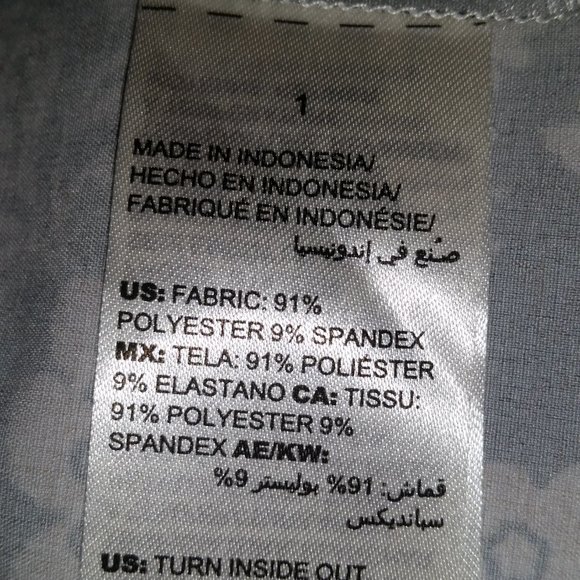 1
MADE IN INDONESIA/
HECHO EN INDONESIA/
FABRIQUÉ EN INDONÉSIE/
صُنع في إندونيسيا
US: FABRIC: 91%
POLYESTER 9% SPANDEX
MX: TELA: 91% POLIÉSTER
9% ELASTANO CA: TISSU:
91% POLYESTER 9%
SPANDEX AE/KW:
قماش: 91% بوليستر 9%
سبانديكس
US: TURN INSIDE OUT